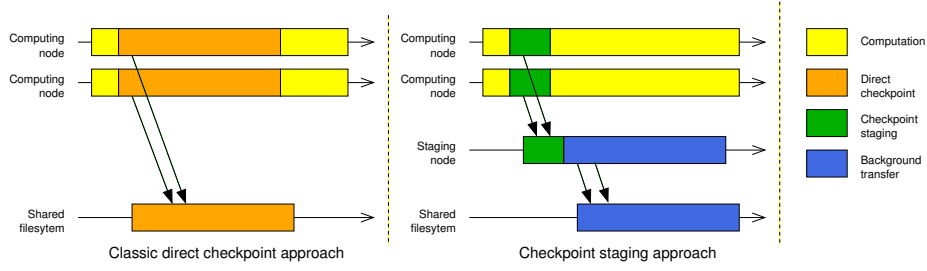 Computing
node
Computing
node
Shared
filesytem
Classic direct checkpoint approach
Computing
node
Computing
node
Staging
node
Shared
filesytem
Checkpoint staging approach
Computation
Direct
checkpoint
Checkpoint
staging
Background
transfer